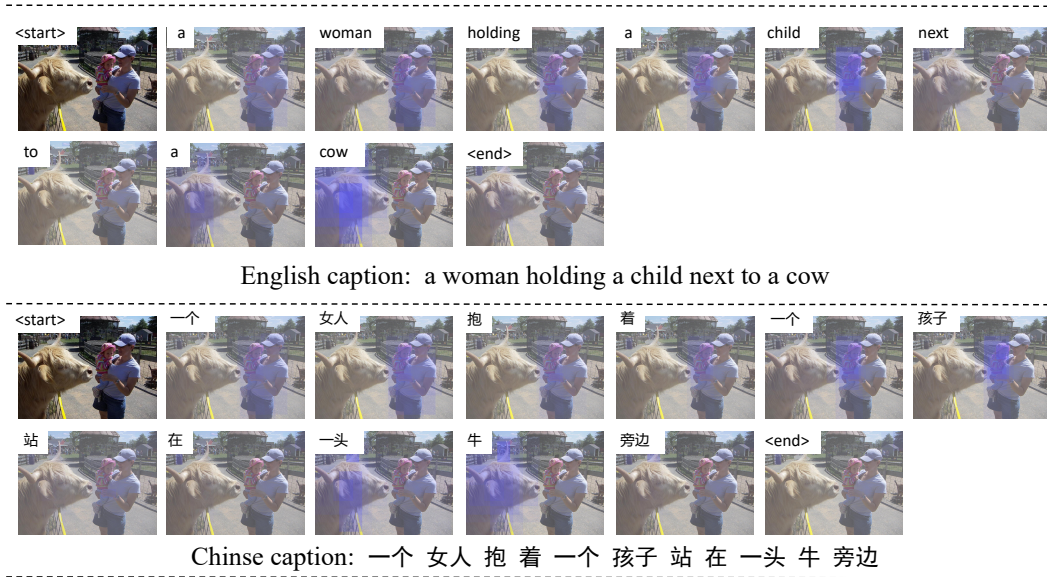 <start> a woman holding a child next
to a cow <end>
English caption: a woman holding a child next to a cow
<start> 一个 女人 抱 着 一个 孩子
站 在 一头 牛 旁边 <end>
Chinse caption: 一个 女人 抱 着 一个 孩子 站 在 一头 牛 旁边